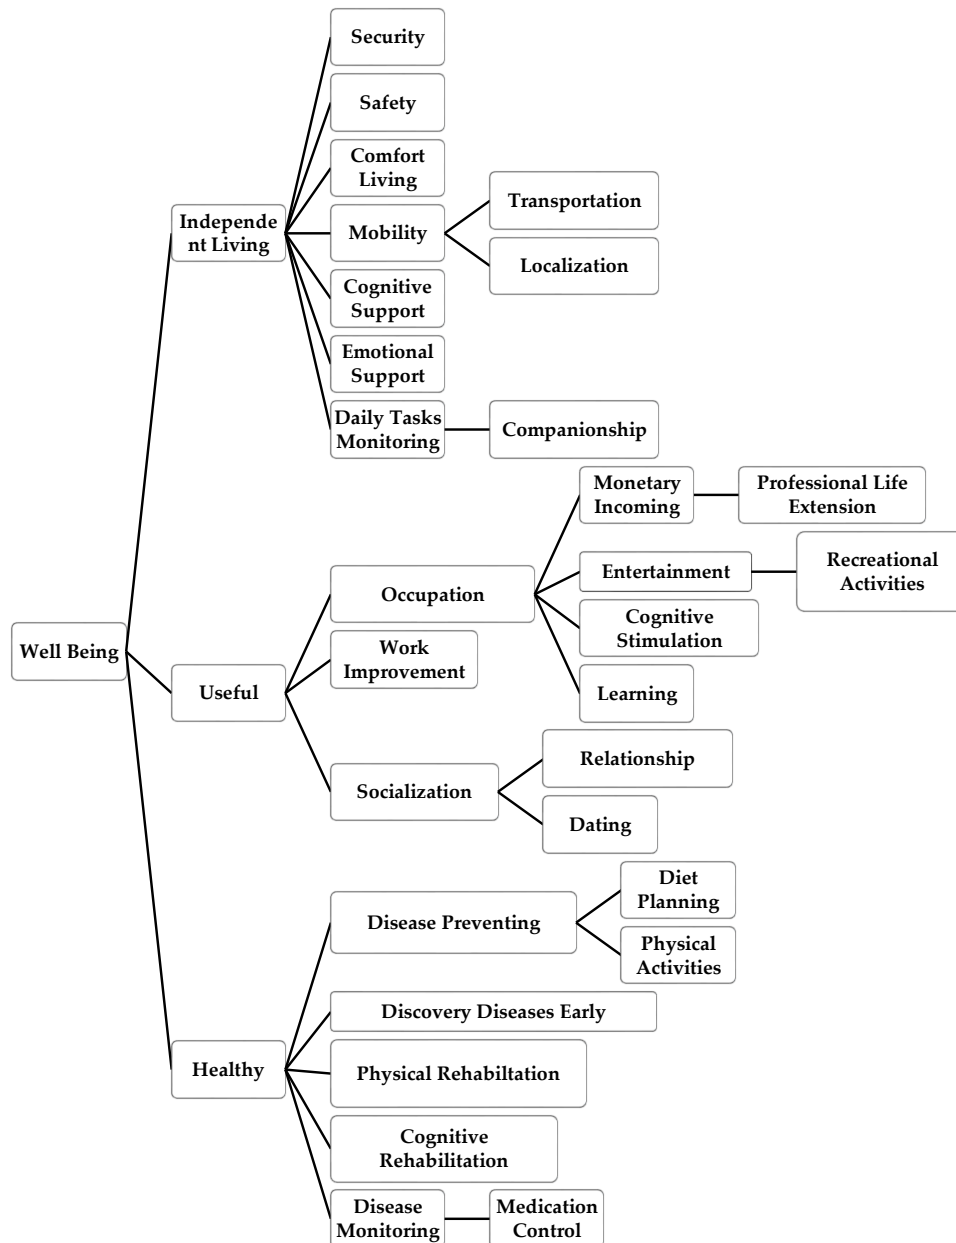 Security
Safety
Comfort
Living
Transportation
Independe
nt Living
Mobility
Localization
Cognitive
Support
Emotional
Support
Daily Tasks
Monitoring
Companionship
Monetary
Incoming
Professional Life
Extension
Recreational
Activities
Entertainment
Occupation
Cognitive
Stimulation
Well Being
Work
Improvement
Useful
Learning
Relationship
Socialization
Dating
Diet
Planning
Disease Preventing
Physical
Activities
Discovery Diseases Early
Healthy
Physical Rehabiltation
Cognitive
Rehabilitation
Disease
Monitoring
Medication
Control